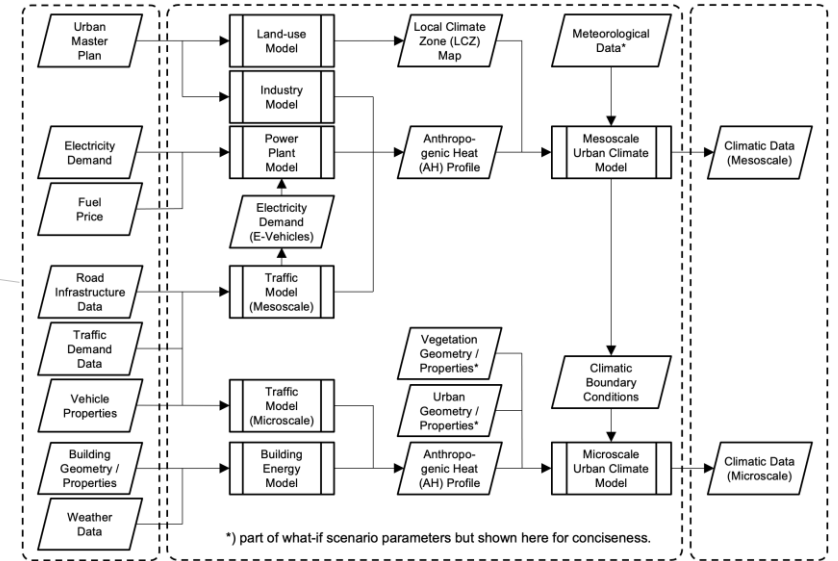 Urban
Master
Plan
Land-use
Model
Local Climate
Zone (LCZ)
Map
Meteorological
Data*
Industry
Model
Electricity
Demand
Power
Plant
Model
Anthropo-
genic Heat
(AH) Profile
Mesoscale
Urban Climate
Model
Climatic Data
(Mesoscale)
Fuel
Price
Electricity
Demand
(E-Vehicles)
Road
Infrastructure
Data
Traffic
Model
(Mesoscale)
Traffic
Demand
Data
Vegetation
Geometry /
Properties*
Climatic
Boundary
Conditions
Vehicle
Properties
Traffic
Model
(Microscale)
Urban
Geometry /
Properties*
Building
Geometry /
Properties
Building
Energy
Model
Anthropo-
genic Heat
(AH) Profile
Microscale
Urban Climate
Model
Climatic Data
(Microscale)
Weather
Data
*) part of what-if scenario parameters but shown here for conciseness.